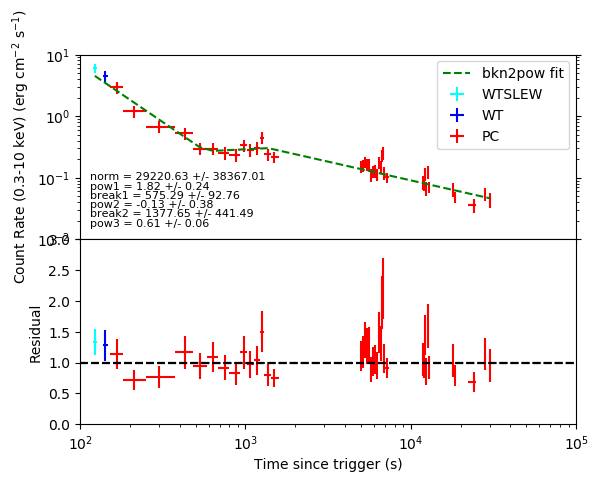 Count Rate (0.3-10 keV) (erg cm⁻² s⁻¹)
10¹
10⁰
10⁻¹
10⁻²
bkn2pow fit
WTSLEW
WT
PC
norm = 29220.63 +/- 38367.01
pow1 = 1.82 +/- 0.24
break1 = 575.29 +/- 92.76
pow2 = -0.13 +/- 0.38
break2 = 1377.65 +/- 441.49
pow3 = 0.61 +/- 0.06
Residual
3.0
2.5
2.0
1.5
1.0
0.5
0.0
10² 10³ 10⁴ 10⁵
Time since trigger (s)